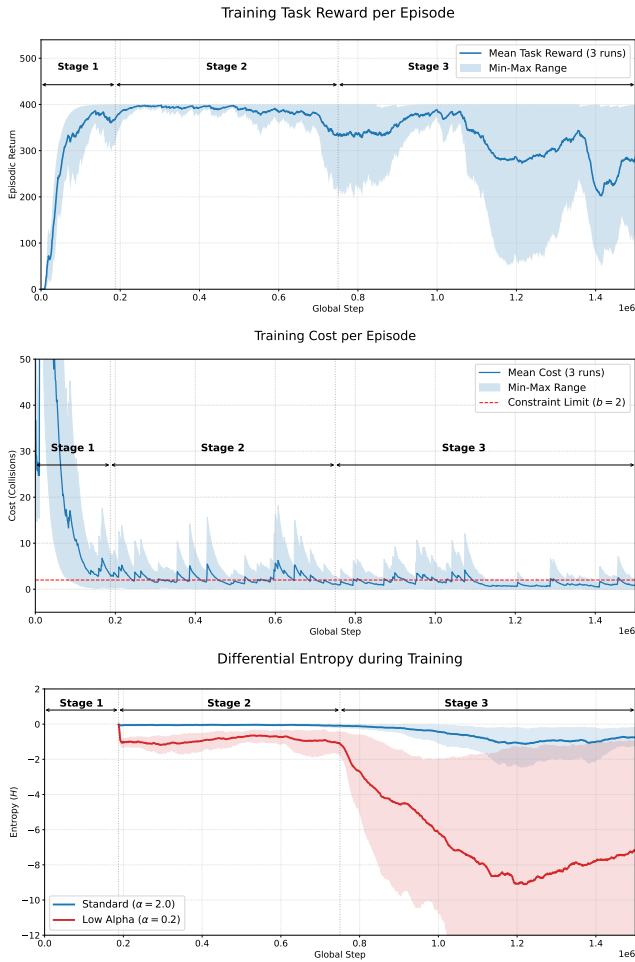 Training Task Reward per Episode
500
400
300
200
100
0
Episodic Return
Stage 1
Stage 2
Stage 3
Mean Task Reward (3 runs)
Min-Max Range
0.0
0.2
0.4
0.6
0.8
1.0
1.2
1.4
1e6
Global Step
Training Cost per Episode
50
40
30
20
10
0
Cost (Collisions)
Stage 1
Stage 2
Stage 3
Mean Cost (3 runs)
Min-Max Range
Constraint Limit (b = 2)
0.0
0.2
0.4
0.6
0.8
1.0
1.2
1.4
1e6
Global Step
Differential Entropy during Training
2
0
−2
−4
−6
−8
−10
−12
Entropy (H)
Stage 1
Stage 2
Stage 3
Standard (α = 2.0)
Low Alpha (α = 0.2)
0.0
0.2
0.4
0.6
0.8
1.0
1.2
1.4
1e6
Global Step